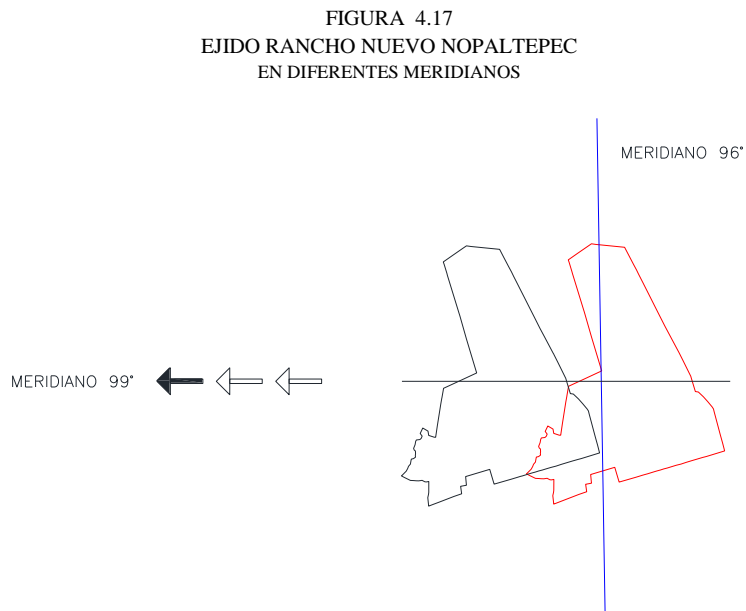 FIGURA 4.17
EJIDO RANCHO NUEVO NOPALTEPEC
EN DIFERENTES MERIDIANOS
MERIDIANO 96°
MERIDIANO 99°